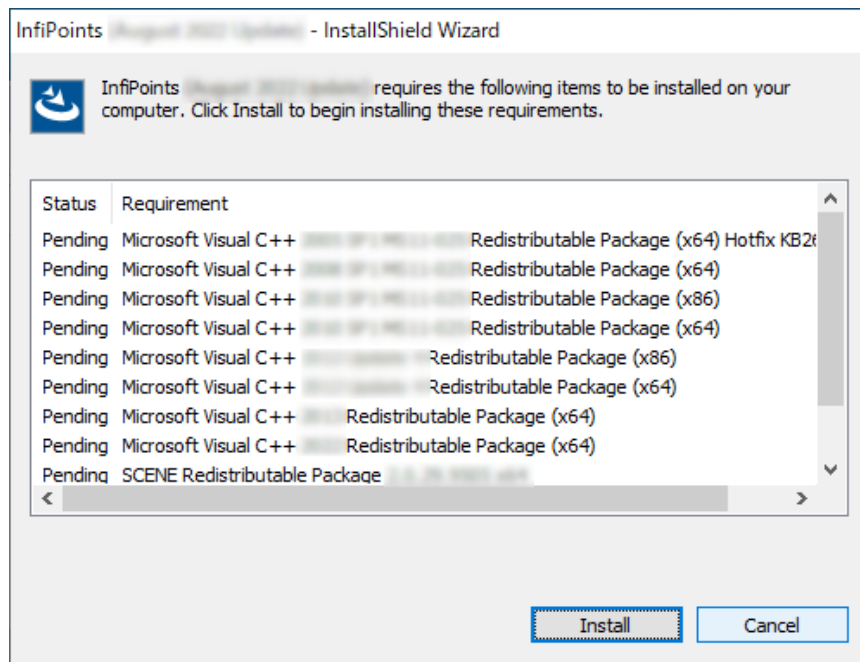 InfiPoints - InstallShield Wizard
InfiPoints requires the following items to be installed on your
computer. Click Install to begin installing these requirements.
Status Requirement
Pending Microsoft Visual C++ Redistributable Package (x64) Hotfix
Pending Microsoft Visual C++ Redistributable Package (x64)
Pending Microsoft Visual C++ Redistributable Package (x86)
Pending Microsoft Visual C++ Redistributable Package (x64)
Pending Microsoft Visual C++ Redistributable Package (x86)
Pending Microsoft Visual C++ Redistributable Package (x64)
Pending Microsoft Visual C++ Redistributable Package (x64)
Pending Microsoft Visual C++ Redistributable Package (x64)
Pending SCENE Redistributable Package
Install Cancel